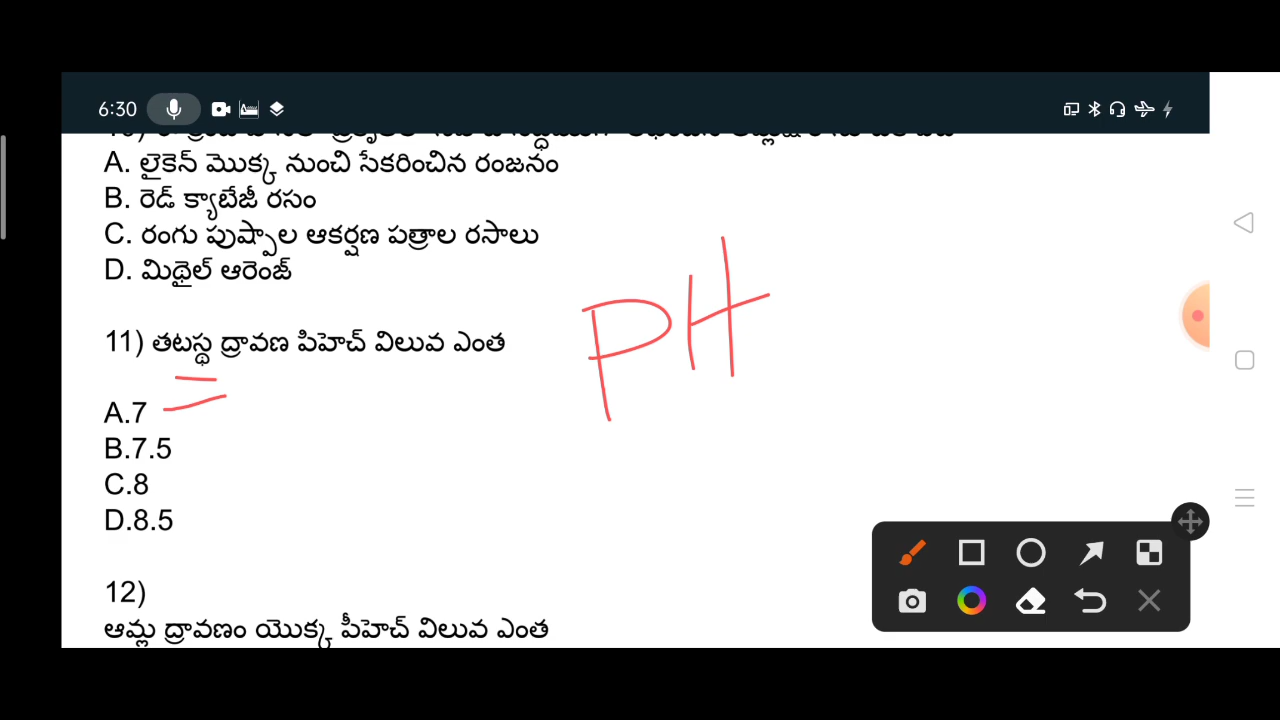 6:30
A. లైకెన్ మొక్క నుంచి సేకరించిన రంజనం
B. రెడ్ క్యాబేజీ రసం
C. రంగు పుష్పాల ఆకర్షణ పత్రాల రసాలు
D. మిథైల్ ఆరెంజ్
PH
11) తటస్థ ద్రావణ పిహెచ్ విలువ ఎంత
A.7
B.7.5
C.8
D.8.5
12)
ఆమ్ల ద్రావణం యొక్క పీహెచ్ విలువ ఎంత